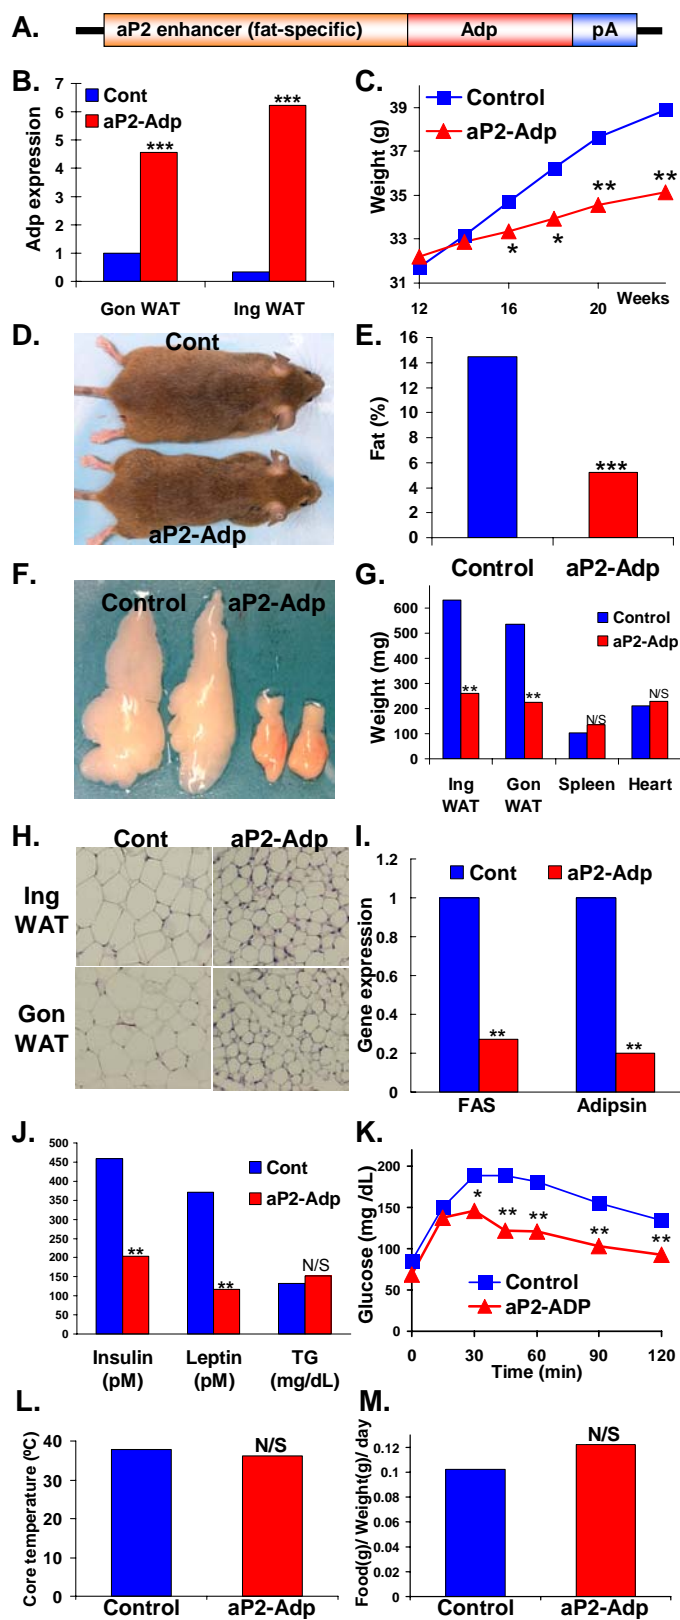 A.
aP2 enhancer (fat-specific) Adp pA
B.
Adp expression
7
6
5
4
3
2
1
0
Cont
aP2-Adp
***
***
Gon WAT Ing WAT
C.
Weight (g)
39
37
35
33
31
Control
aP2-Adp
* * ** **
12 16 20 Weeks
D.
Cont
aP2-Adp
E.
Fat (%)
16
14
12
10
8
6
4
2
0
***
Control aP2-Adp
F.
Control aP2-Adp
G.
Weight (mg)
600
500
400
300
200
100
0
Control
aP2-Adp
** ** N/S N/S
Ing WAT
Gon WAT
Spleen
Heart
H.
Cont aP2-Adp
Ing
WAT
Gon
WAT
I.
Gene expression
1.2
1
0.8
0.6
0.4
0.2
0
Cont aP2-Adp
** **
FAS Adipsin
J.
500
450
400
350
300
250
200
150
100
50
0
Cont
aP2-Adp
** ** N/S
Insulin (pM)
Leptin (pM)
TG (mg/dL)
K.
Glucose (mg /dL)
200
150
100
50
0
* ** ** ** **
Control
aP2-ADP
0 30 60 90 120
Time (min)
L.
Core temperature (ºC)
40
30
20
10
0
N/S
Control aP2-Adp
M.
Food(g)/ Weight(g)/ day
0.12
0.1
0.08
0.06
0.04
0.02
0
N/S
Control aP2-Adp